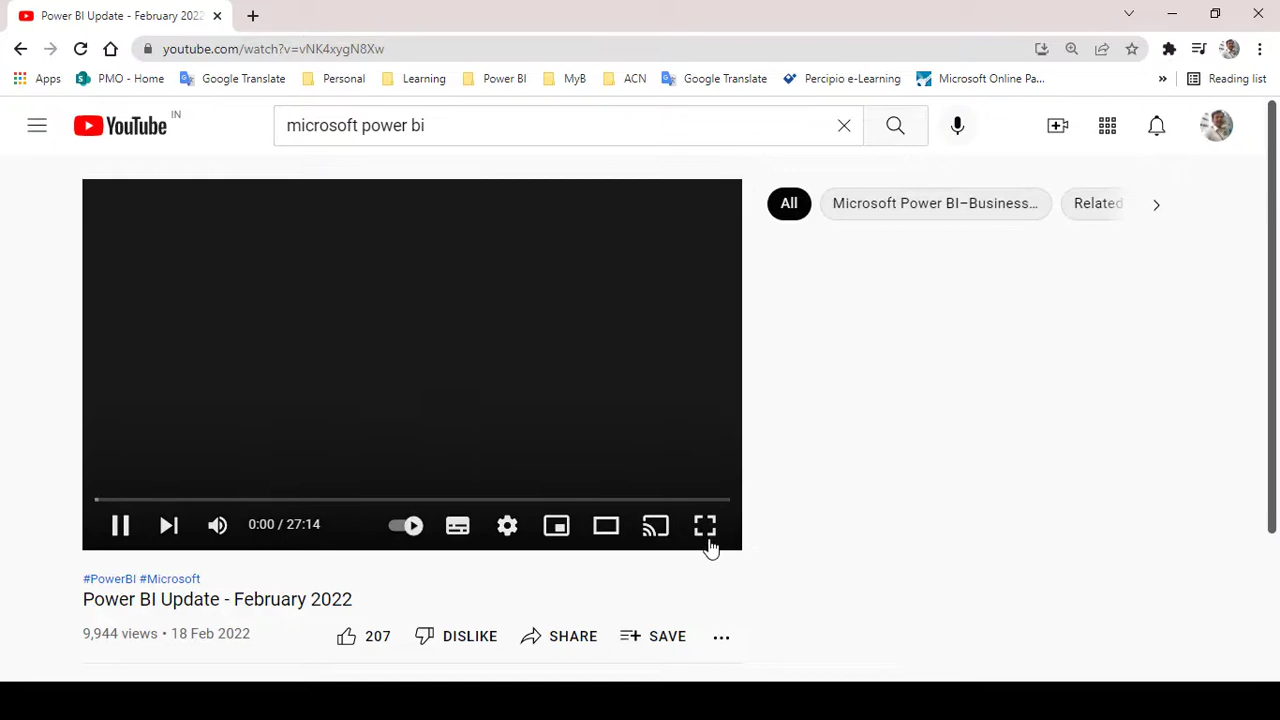 Power BI Update - February 2022
youtube.com/watch?v=vNK4xygN8Xw
Apps
PMO - Home
Google Translate
Personal
Learning
Power BI
MyB
ACN
Google Translate
Percipio e-Learning
Microsoft Online Pa...
»
Reading list
YouTube IN
microsoft power bi
All
Microsoft Power BI–Business...
Related
0:00 / 27:14
#PowerBI #Microsoft
Power BI Update - February 2022
9,944 views • 18 Feb 2022
207
DISLIKE
SHARE
SAVE
...